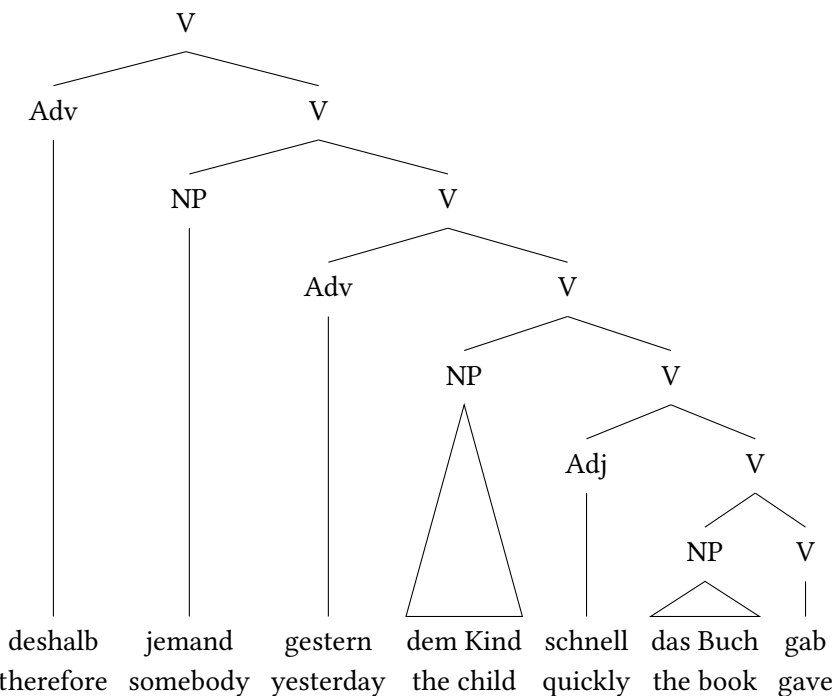 V
Adv V
NP V
Adv V
NP V
Adj V
NP V
deshalb jemand gestern dem Kind schnell das Buch gab
therefore somebody yesterday the child quickly the book gave